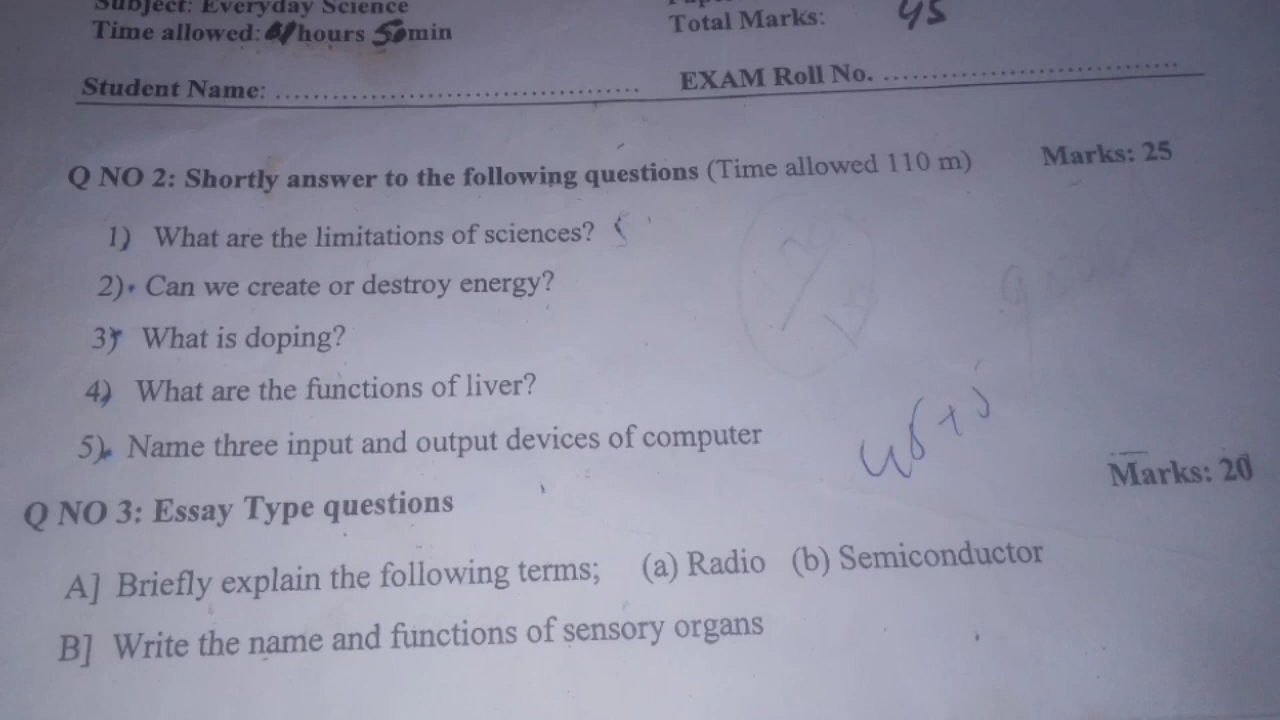 Subject: Everyday Science
Time allowed: 01 hours 50 min
Total Marks: 45
Student Name: ........................................
EXAM Roll No. ................................
Q NO 2: Shortly answer to the following questions (Time allowed 110 m) Marks: 25
1) What are the limitations of sciences?
2) Can we create or destroy energy?
3) What is doping?
4) What are the functions of liver?
5) Name three input and output devices of computer
Q NO 3: Essay Type questions Marks: 20
A] Briefly explain the following terms; (a) Radio (b) Semiconductor
B] Write the name and functions of sensory organs